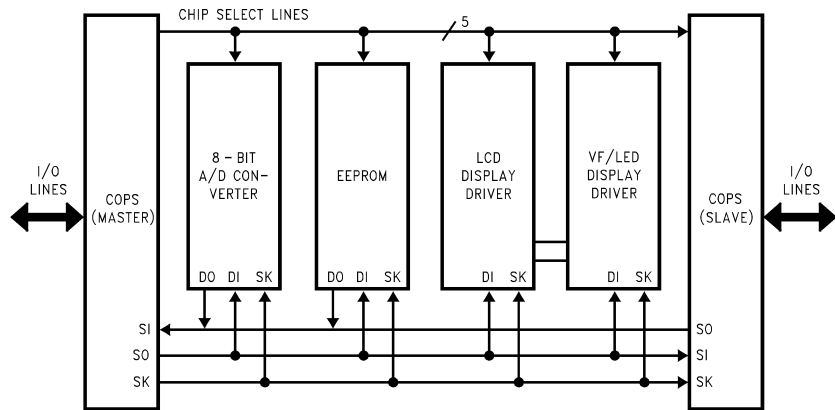 CHIP SELECT LINES
5
I/O
LINES
COPS
(MASTER)
8-BIT
A/D CON-
VERTER
EEPROM
LCD
DISPLAY
DRIVER
VF/LED
DISPLAY
DRIVER
COPS
(SLAVE)
I/O
LINES
DO DI SK
DO DI SK
DI SK
DI SK
SI
SO
SK
SO
SI
SK